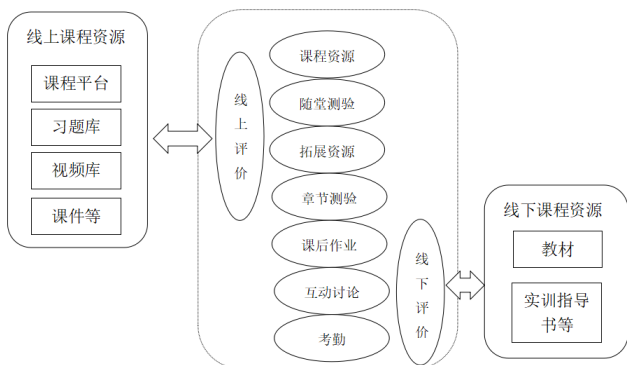 线上课程资源
课程平台
习题库
视频库
课件等
线上评价
课程资源
随堂测验
拓展资源
章节测验
课后作业
互动讨论
考勤
线下评价
线下课程资源
教材
实训指导
书等